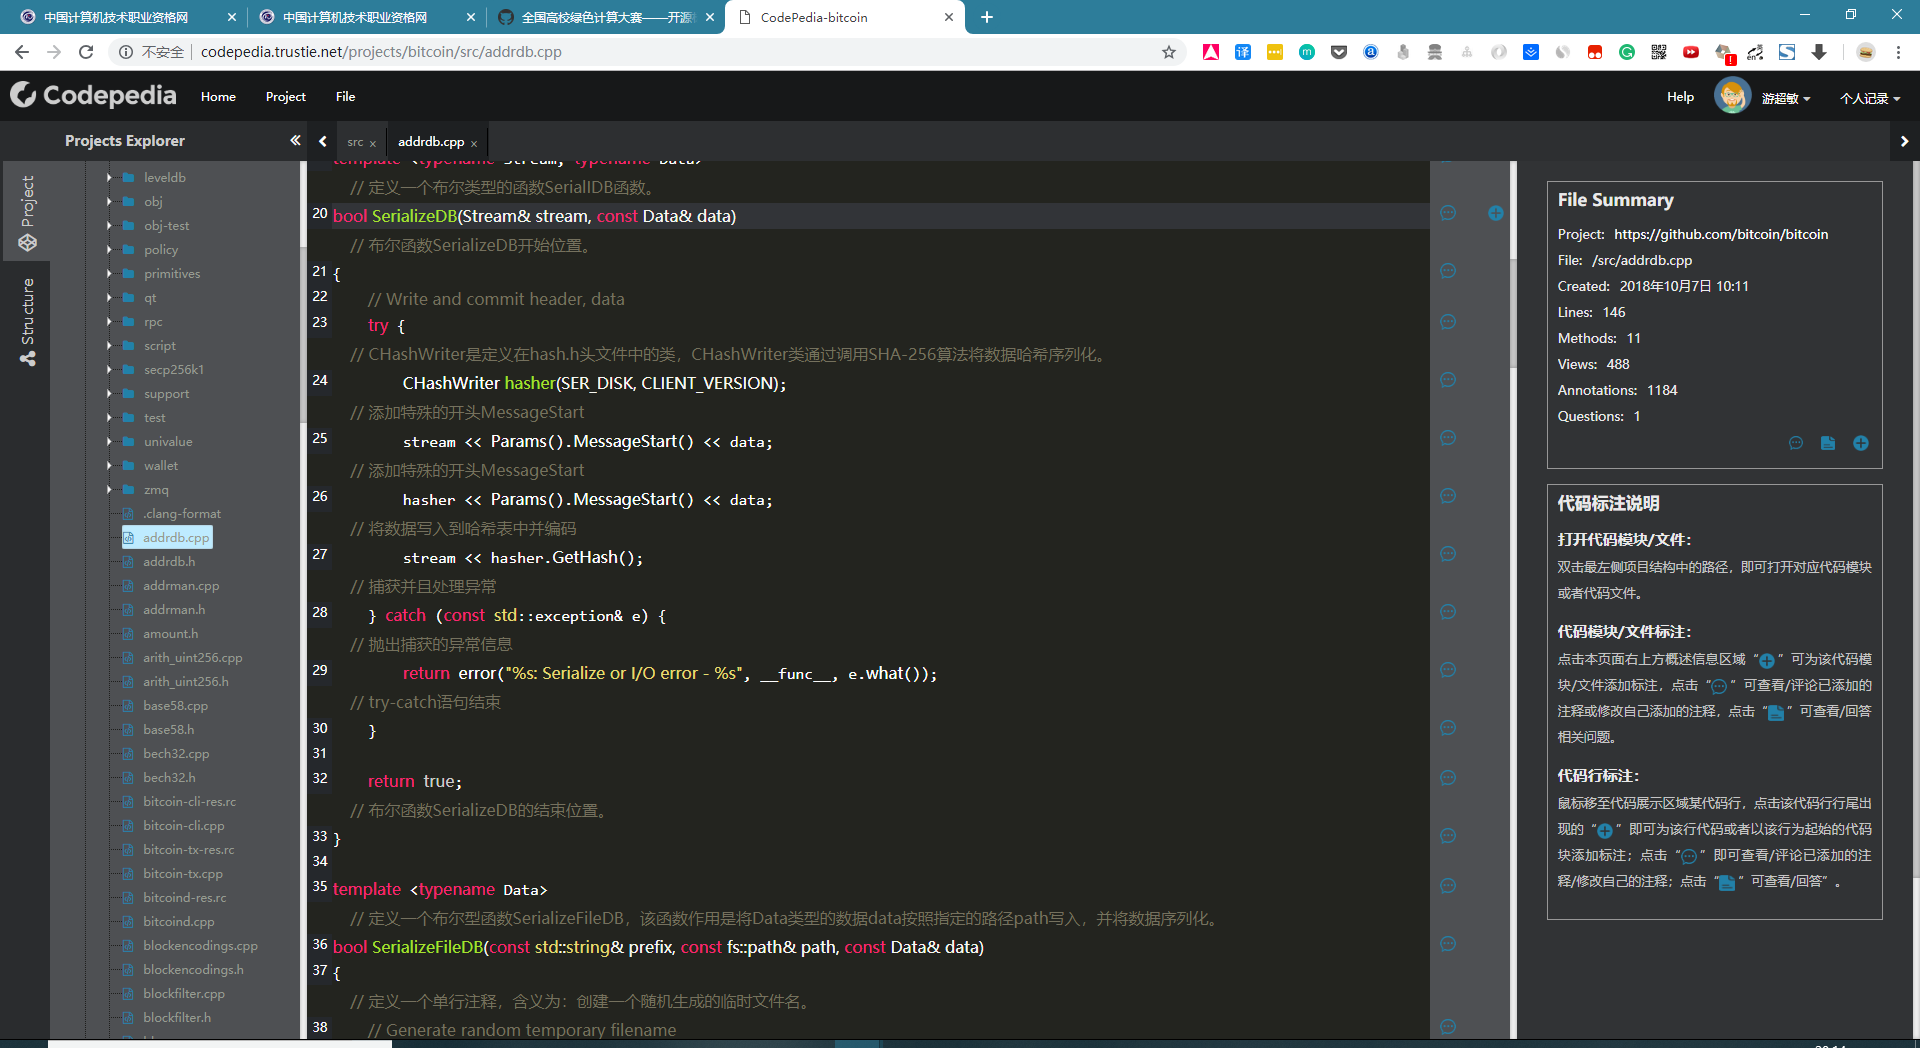 中国计算机技术职业资格网
中国计算机技术职业资格网
全国高校绿色计算大赛——开源
CodePedia-bitcoin
不安全
codepedia.trustie.net/projects/bitcoin/src/addrdb.cpp
Codepedia
Home
Project
File
Help
游超敏
个人记录
Projects Explorer
src
addrdb.cpp
Project
Structure
leveldb
obj
obj-test
policy
primitives
qt
rpc
script
secp256k1
support
test
univalue
wallet
zmq
.clang-format
addrdb.cpp
addrdb.h
addrman.cpp
addrman.h
amount.h
arith_uint256.cpp
arith_uint256.h
base58.cpp
base58.h
bech32.cpp
bech32.h
bitcoin-cli-res.rc
bitcoin-cli.cpp
bitcoin-tx-res.rc
bitcoin-tx.cpp
bitcoind-res.rc
bitcoind.cpp
blockencodings.cpp
blockencodings.h
blockfilter.cpp
blockfilter.h
template <typename Stream, typename Data>
// 定义一个布尔类型的函数SerialIDB函数。
20 bool SerializeDB(Stream& stream, const Data& data)
// 布尔函数SerializeDB开始位置。
21 {
22 // Write and commit header, data
23 try {
// CHashWriter是定义在hash.h头文件中的类，CHashWriter类通过调用SHA-256算法将数据哈希序列化。
24 CHashWriter hasher(SER_DISK, CLIENT_VERSION);
// 添加特殊的开头MessageStart
25 stream << Params().MessageStart() << data;
// 添加特殊的开头MessageStart
26 hasher << Params().MessageStart() << data;
// 将数据写入到哈希表中并编码
27 stream << hasher.GetHash();
// 捕获并且处理异常
28 } catch (const std::exception& e) {
// 抛出捕获的异常信息
29 return error("%s: Serialize or I/O error - %s", __func__, e.what());
// try-catch语句结束
30 }
31
32 return true;
// 布尔函数SerializeDB的结束位置。
33 }
34
35 template <typename Data>
// 定义一个布尔型函数SerializeFileDB，该函数作用是将Data类型的数据data按照指定的路径path写入，并将数据序列化。
36 bool SerializeFileDB(const std::string& prefix, const fs::path& path, const Data& data)
37 {
// 定义一个单行注释，含义为：创建一个随机生成的临时文件名。
38 // Generate random temporary filename
File Summary
Project: https://github.com/bitcoin/bitcoin
File: /src/addrdb.cpp
Created: 2018年10月7日 10:11
Lines: 146
Methods: 11
Views: 488
Annotations: 1184
Questions: 1
代码标注说明
打开代码模块/文件：
双击最左侧项目结构中的路径，即可打开对应代码模块
或者代码文件。
代码模块/文件标注：
点击本页面右上方概述信息区域“ ”可为该代码模
块/文件添加标注，点击“ ”可查看/评论已添加的
注释或修改自己添加的注释，点击“ ”可查看/回答
相关问题。
代码行标注：
鼠标移至代码展示区域某代码行，点击该代码行行尾出
现的“ ”即可为该行代码或者以该行为起始的代码
块添加标注；点击“ ”即可查看/评论已添加的注
释/修改自己的注释；点击“ ”可查看/回答”。